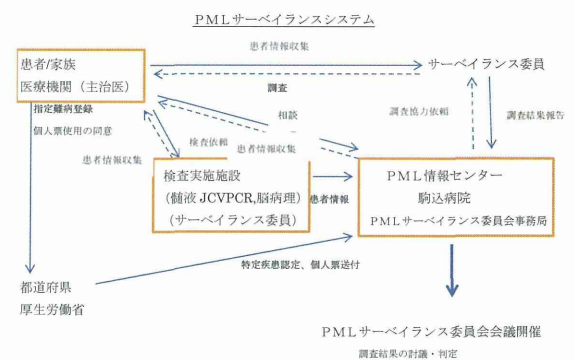 PMLサーベイランスシステム
患者情報収集
患者/家族
医療機関（主治医）
サーベイランス委員
調査
指定難病登録
個人票使用の同意
相談
調査協力依頼
調査結果報告
検査依頼
患者情報収集
患者情報収集
検査実施施設
(髄液 JCVPCR,脳病理)
(サーベイランス委員)
患者情報
PML情報センター
駒込病院
PMLサーベイランス委員会事務局
特定疾患認定、個人票送付
都道府県
厚生労働省
PMLサーベイランス委員会会議開催
調査結果の討議・判定